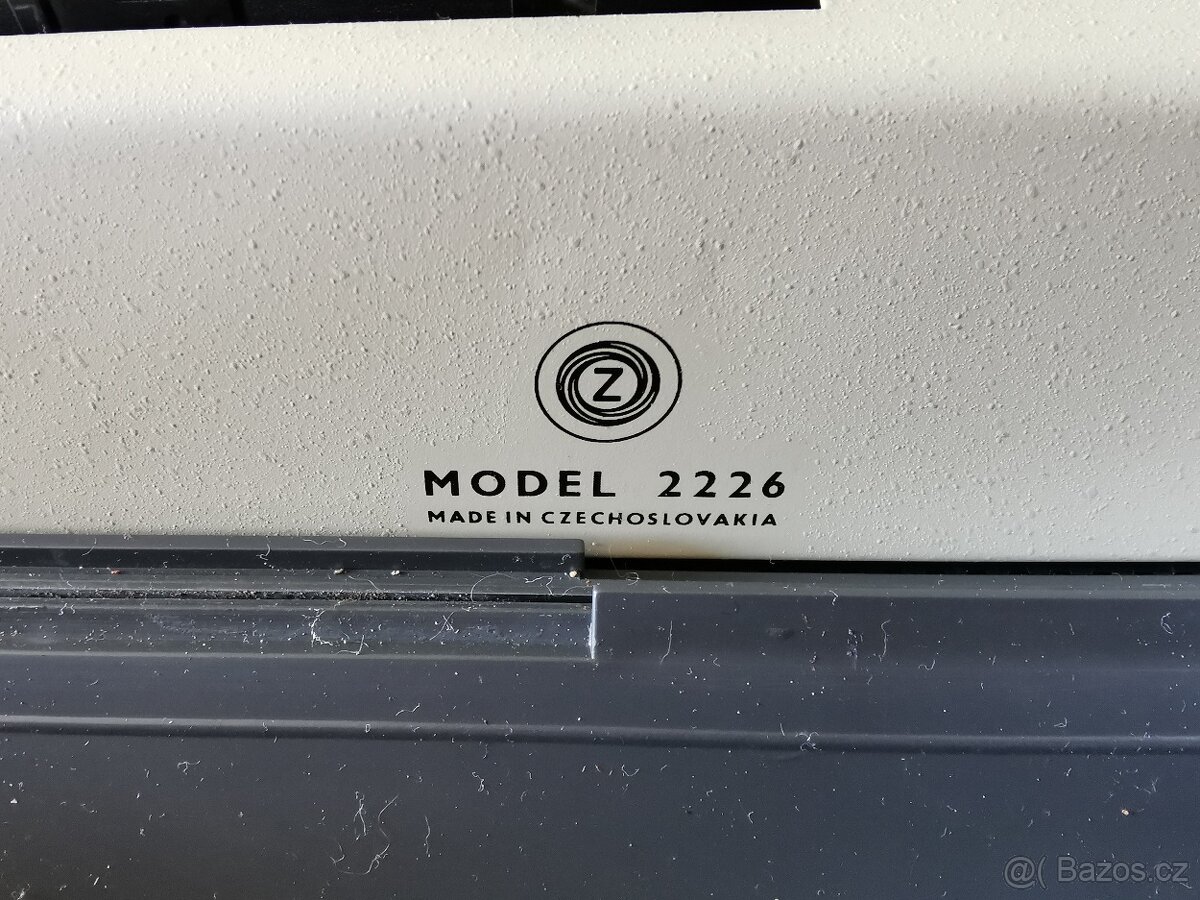 Z
MODEL 2226
MADE IN CZECHOSLOVAKIA
@( Bazos.cz